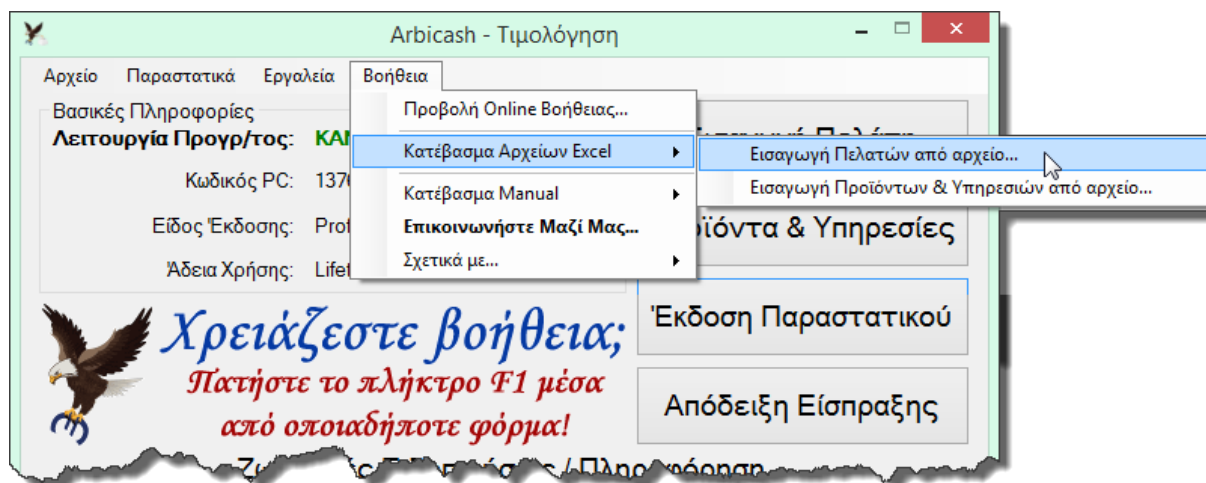 Arbicash - Τιμολόγηση
Αρχείο Παραστατικά Εργαλεία Βοήθεια
Βασικές Πληροφορίες
Λειτουργία Προγρ/τος:
Κωδικός PC:
Είδος Έκδοσης:
Άδεια Χρήσης:
Προβολή Online Βοήθειας...
Κατέβασμα Αρχείων Excel
Κατέβασμα Manual
Επικοινωνήστε Μαζί Μας...
Σχετικά με...
Εισαγωγή Πελατών από αρχείο...
Εισαγωγή Προϊόντων & Υπηρεσιών από αρχείο...
& Υπηρεσίες
Έκδοση Παραστατικού
Απόδειξη Είσπραξης
Χρειάζεστε βοήθεια;
Πατήστε το πλήκτρο F1 μέσα
από οποιαδήποτε φόρμα!